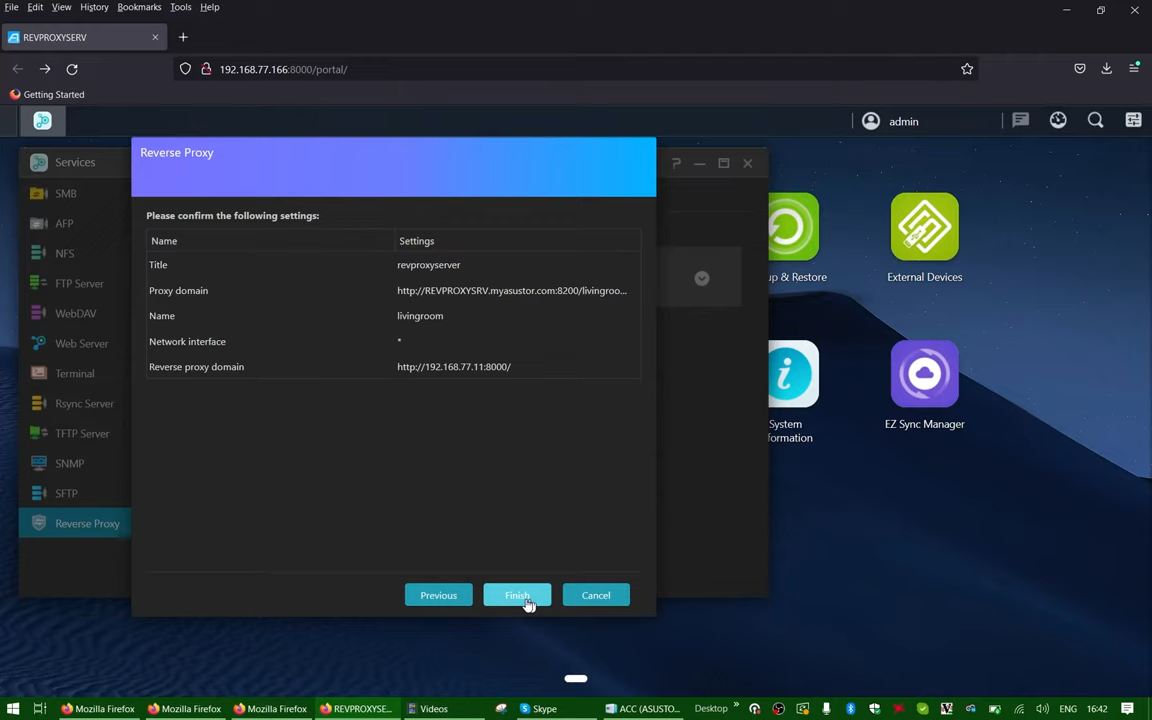 File Edit View History Bookmarks Tools Help
REVPROXYSERV
192.168.77.166:8000/portal/
Getting Started
admin
Services
Reverse Proxy
SMB
AFP
NFS
FTP Server
WebDAV
Web Server
Terminal
Rsync Server
TFTP Server
SNMP
SFTP
Reverse Proxy
Please confirm the following settings:
Name Settings
Title revproxyserver
Proxy domain http://REVPROXYSRV.myasustor.com:8200/livingroo...
Name livingroom
Network interface *
Reverse proxy domain http://192.168.77.11:8000/
Previous Finish Cancel
up & Restore
External Devices
System
formation
EZ Sync Manager
Mozilla Firefox Mozilla Firefox Mozilla Firefox REVPROXYSE... Videos Skype ACC (ASUSTO... Desktop » ENG 16:42